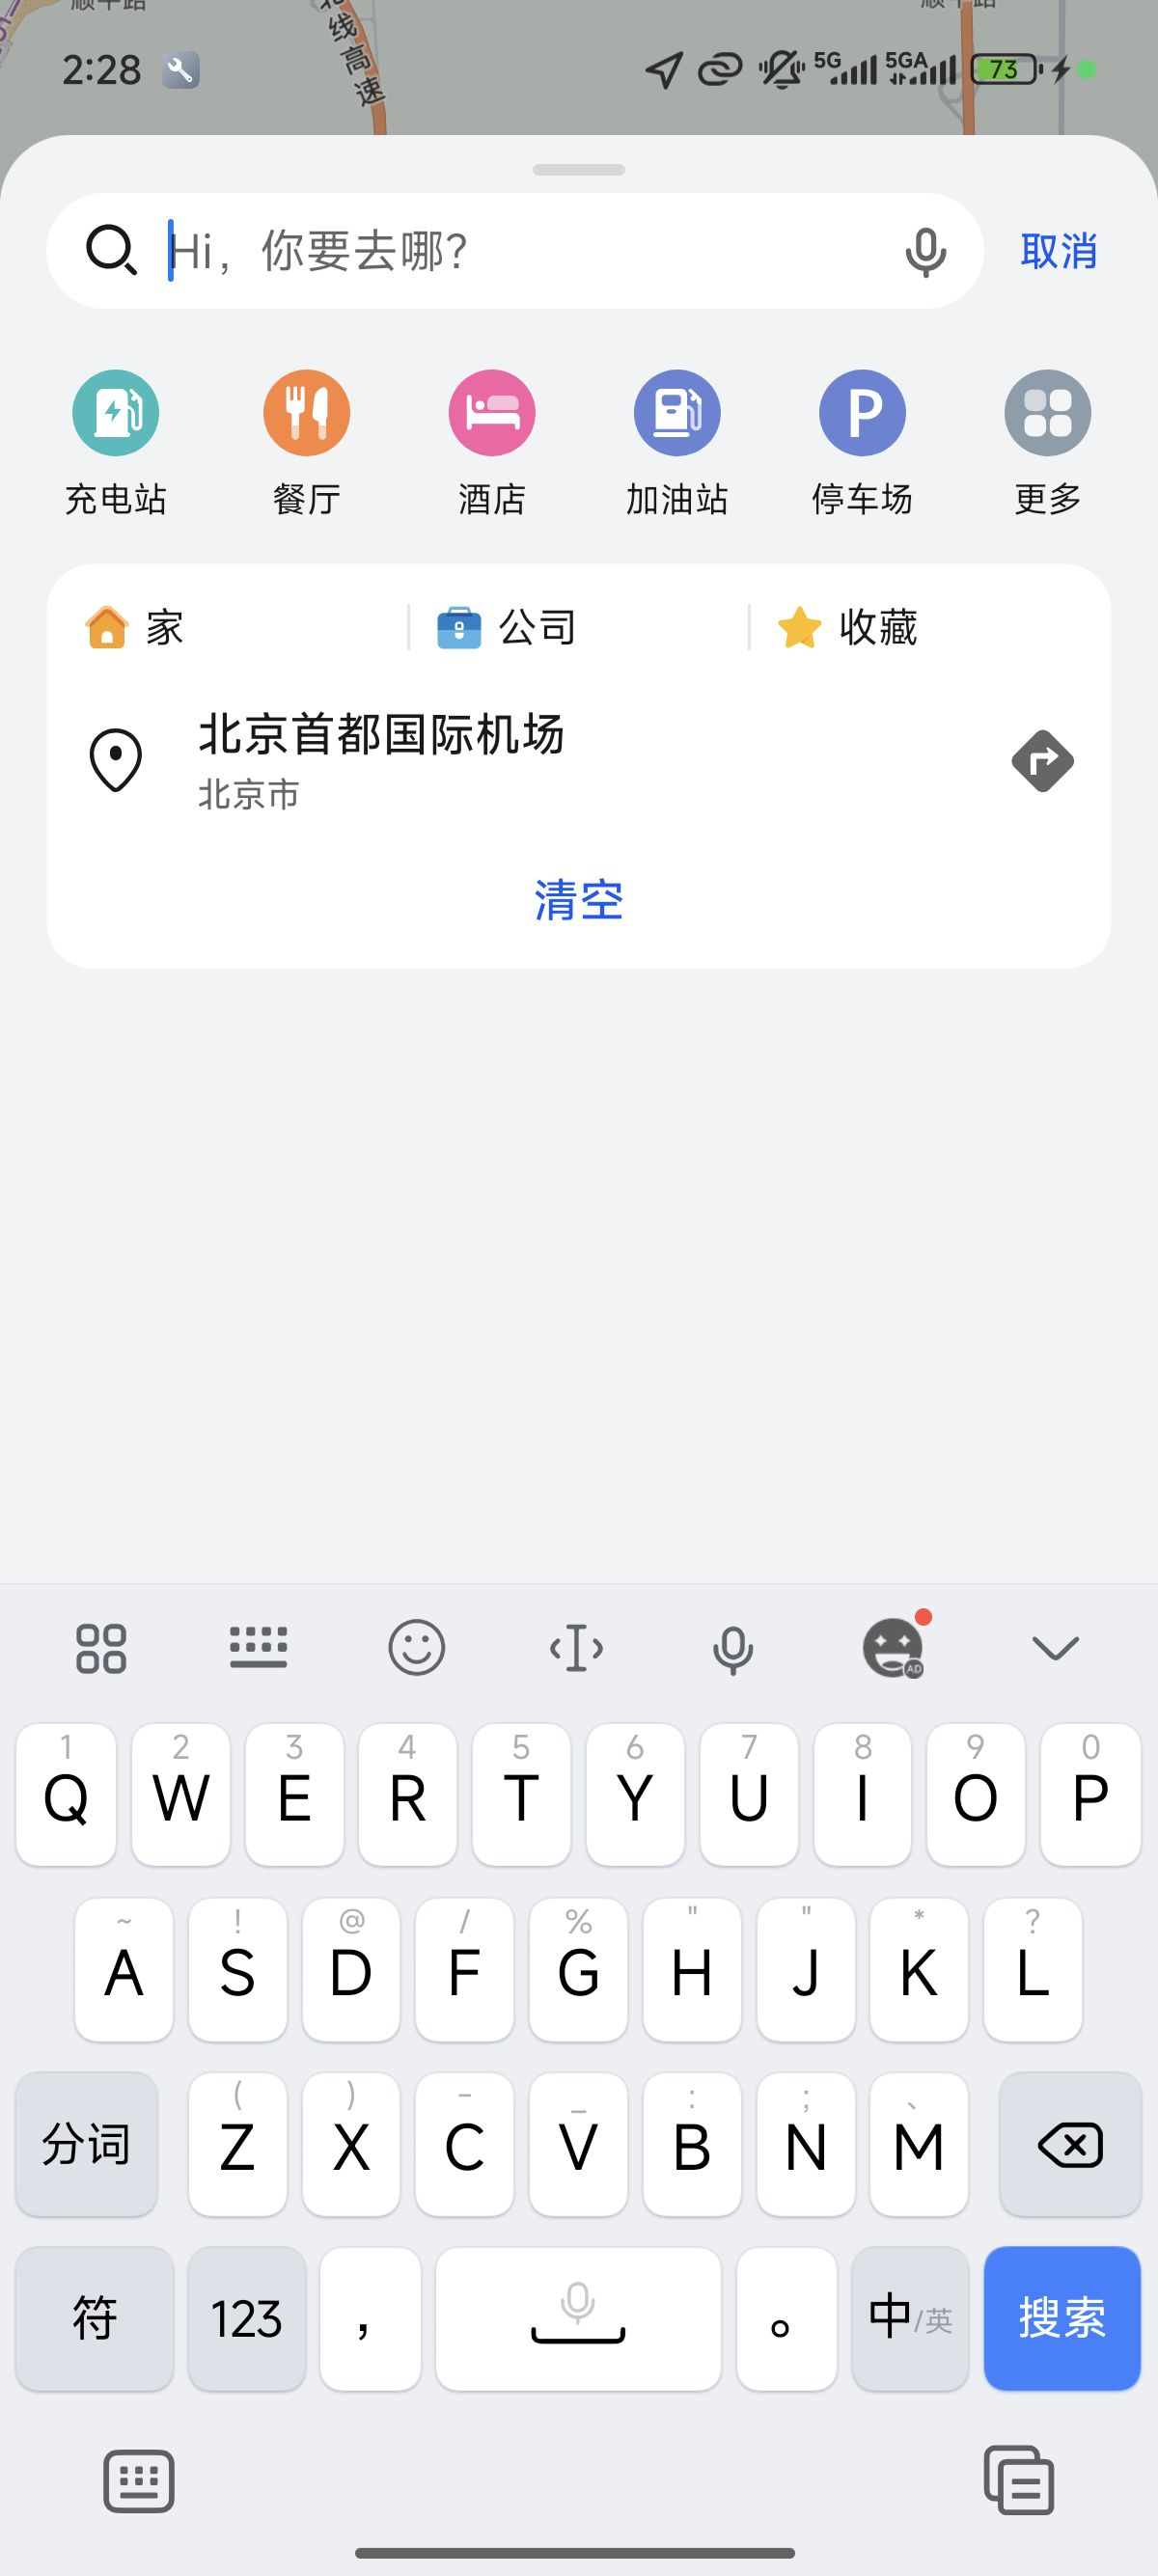 2:28
5G
5GA
73
线高速
Hi，你要去哪？
取消
充电站 餐厅 酒店 加油站 停车场 更多
家 公司 收藏
北京首都国际机场
北京市
清空
AD
1 2 3 4 5 6 7 8 9 0
Q W E R T Y U I O P
~ ! @ / % " " * ?
A S D F G H J K L
( ) - _ : ; 、
分词 Z X C V B N M
符 123 ， 。 中/英 搜索